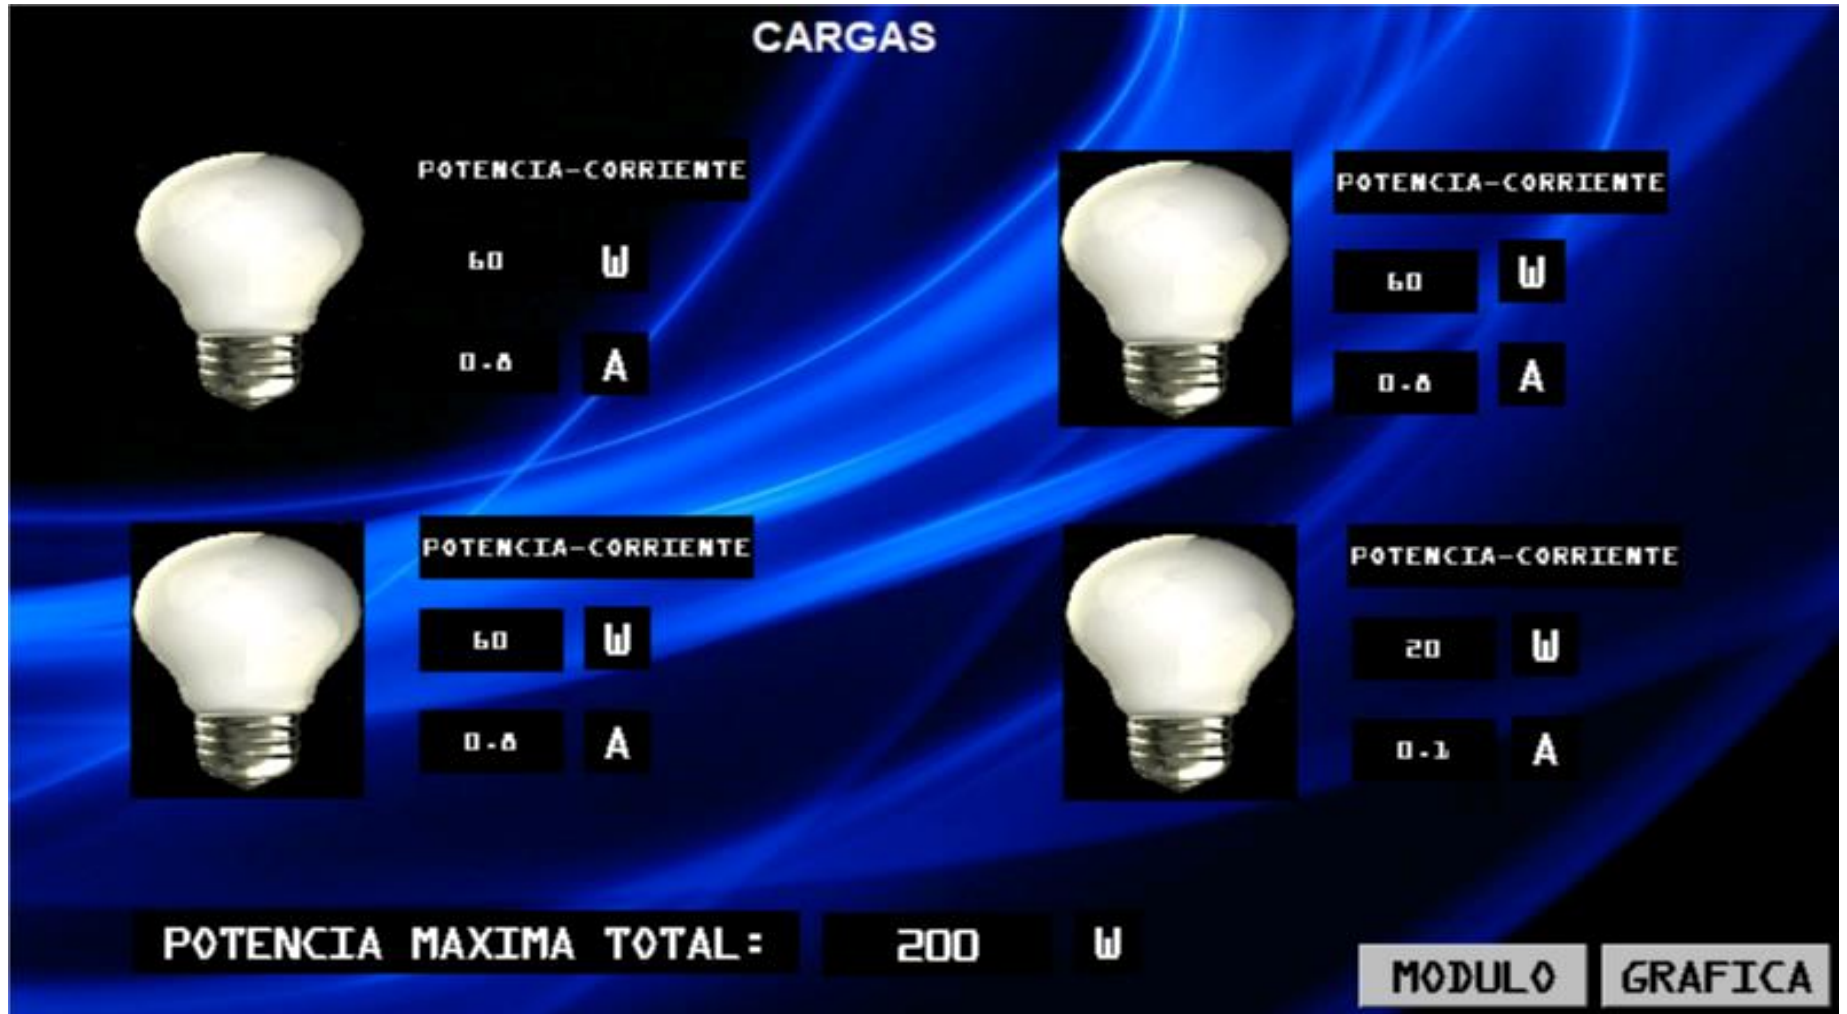 CARGAS
POTENCIA-CORRIENTE
60 W
0.8 A
POTENCIA-CORRIENTE
60 W
0.8 A
POTENCIA-CORRIENTE
60 W
0.8 A
POTENCIA-CORRIENTE
20 W
0.1 A
POTENCIA MAXIMA TOTAL: 200 W
MODULO GRAFICA